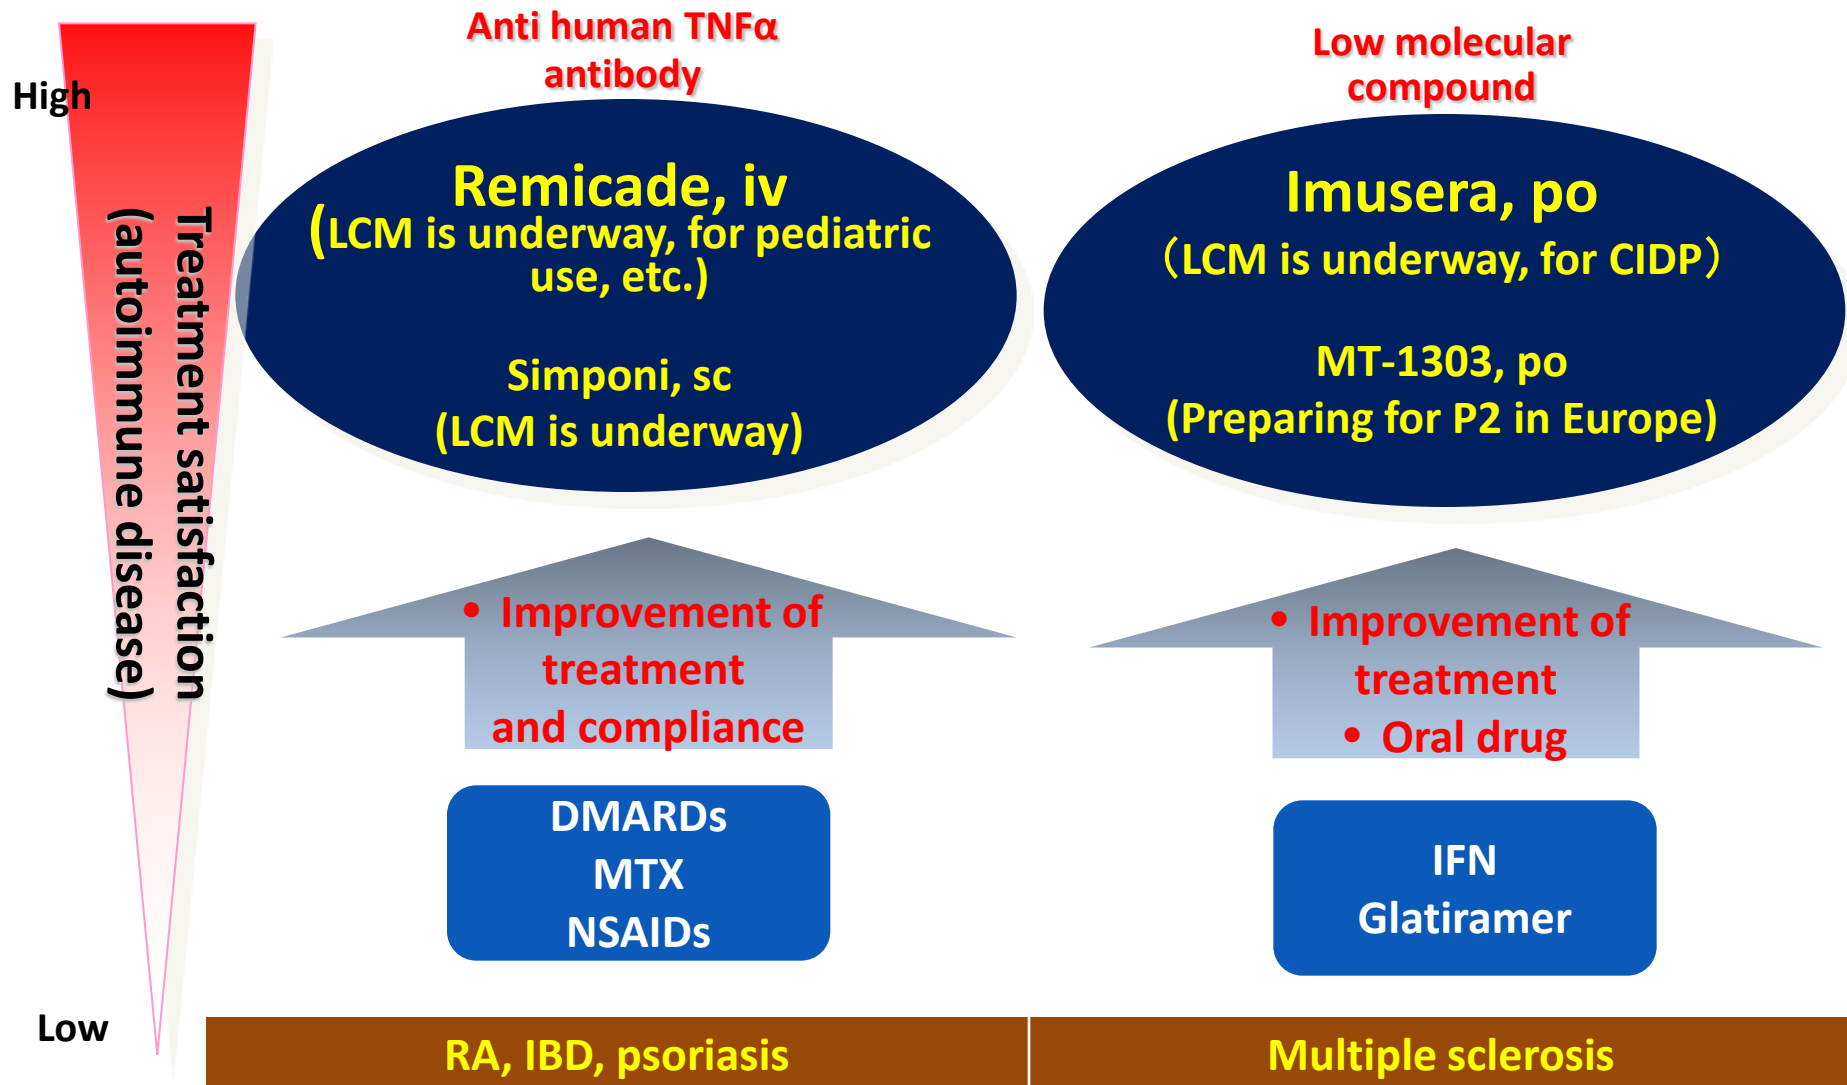 High
Treatment satisfaction
(autoimmune disease)
Low
Anti human TNFα
antibody
Remicade, iv
(LCM is underway, for pediatric
use, etc.)
Simponi, sc
(LCM is underway)
• Improvement of
treatment
and compliance
DMARDs
MTX
NSAIDs
RA, IBD, psoriasis
Low molecular
compound
Imusera, po
（LCM is underway, for CIDP）
MT-1303, po
(Preparing for P2 in Europe)
• Improvement of
treatment
• Oral drug
IFN
Glatiramer
Multiple sclerosis